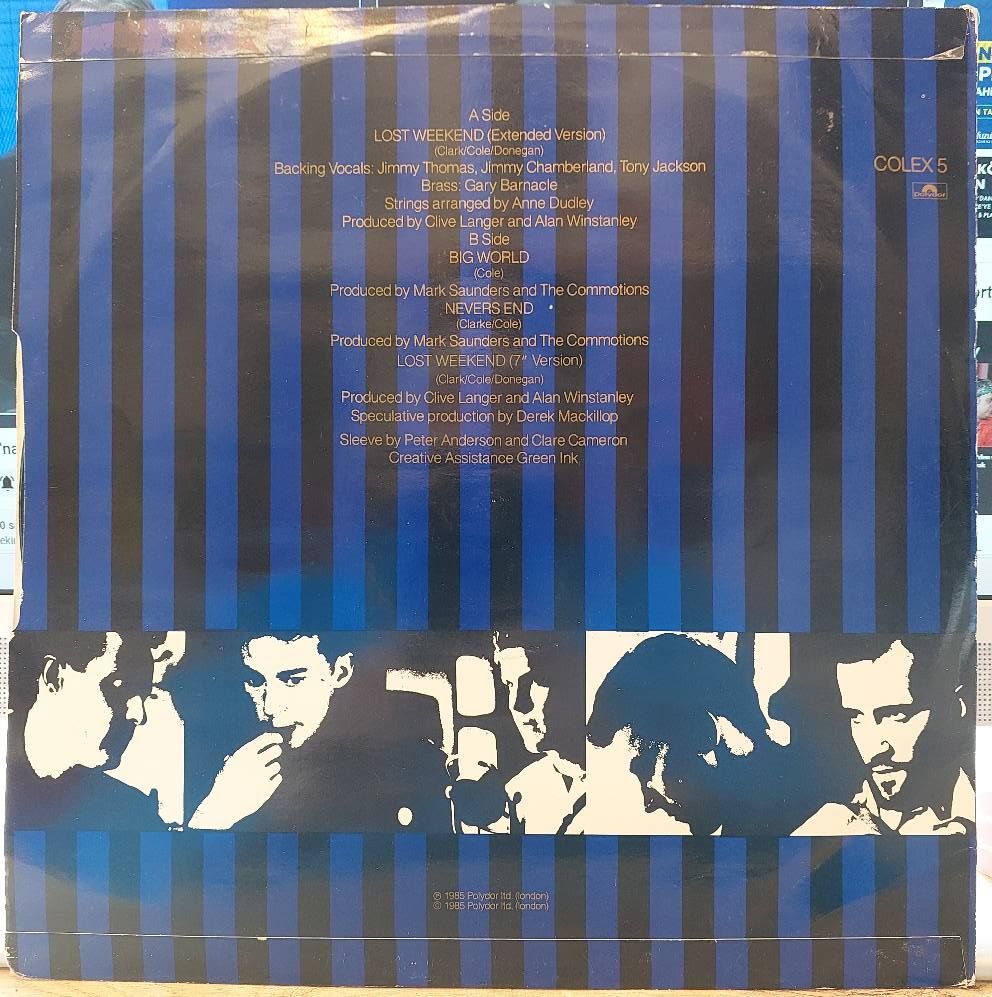 A Side
LOST WEEKEND (Extended Version)
(Clark/Cole/Donegan)
Backing Vocals: Jimmy Thomas, Jimmy Chamberland, Tony Jackson
Brass: Gary Barnacle
Strings arranged by Anne Dudley
Produced by Clive Langer and Alan Winstanley
B Side
BIG WORLD
(Cole)
Produced by Mark Saunders and The Commotions
NEVERS END
(Clarke/Cole)
Produced by Mark Saunders and The Commotions
LOST WEEKEND (7" Version)
(Clark/Cole/Donegan)
Produced by Clive Langer and Alan Winstanley
Speculative production by Derek Mackillop
Sleeve by Peter Anderson and Clare Cameron
Creative Assistance Green Ink
COLEX 5
polydor
℗ 1985 Polydor ltd. (london)
© 1985 Polydor ltd. (london)